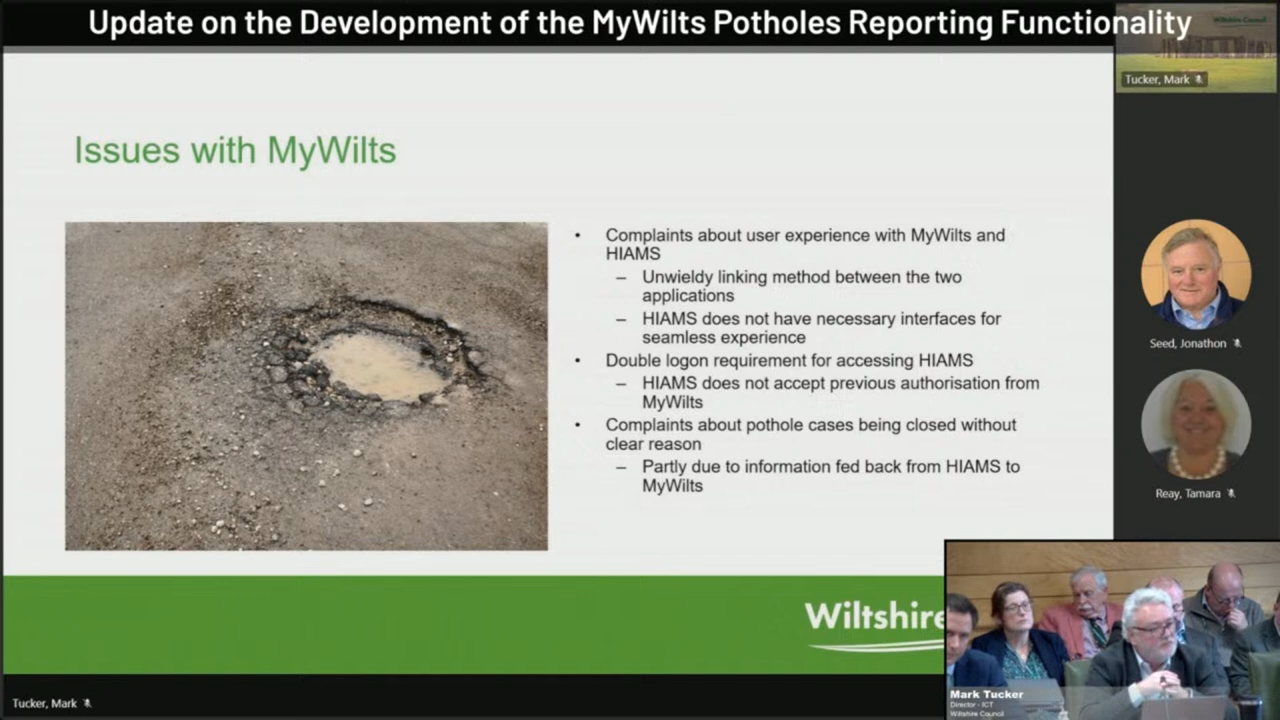 Update on the Development of the MyWilts Potholes Reporting Functionality
Wiltshire Council
Tucker, Mark
Issues with MyWilts
• Complaints about user experience with MyWilts and
HIAMS
– Unwieldy linking method between the two
applications
– HIAMS does not have necessary interfaces for
seamless experience
• Double logon requirement for accessing HIAMS
– HIAMS does not accept previous authorisation from
MyWilts
• Complaints about pothole cases being closed without
clear reason
– Partly due to information fed back from HIAMS to
MyWilts
Seed, Jonathon
Reay, Tamara
Wiltshire
Mark Tucker
Director - ICT
Wiltshire Council
Tucker, Mark